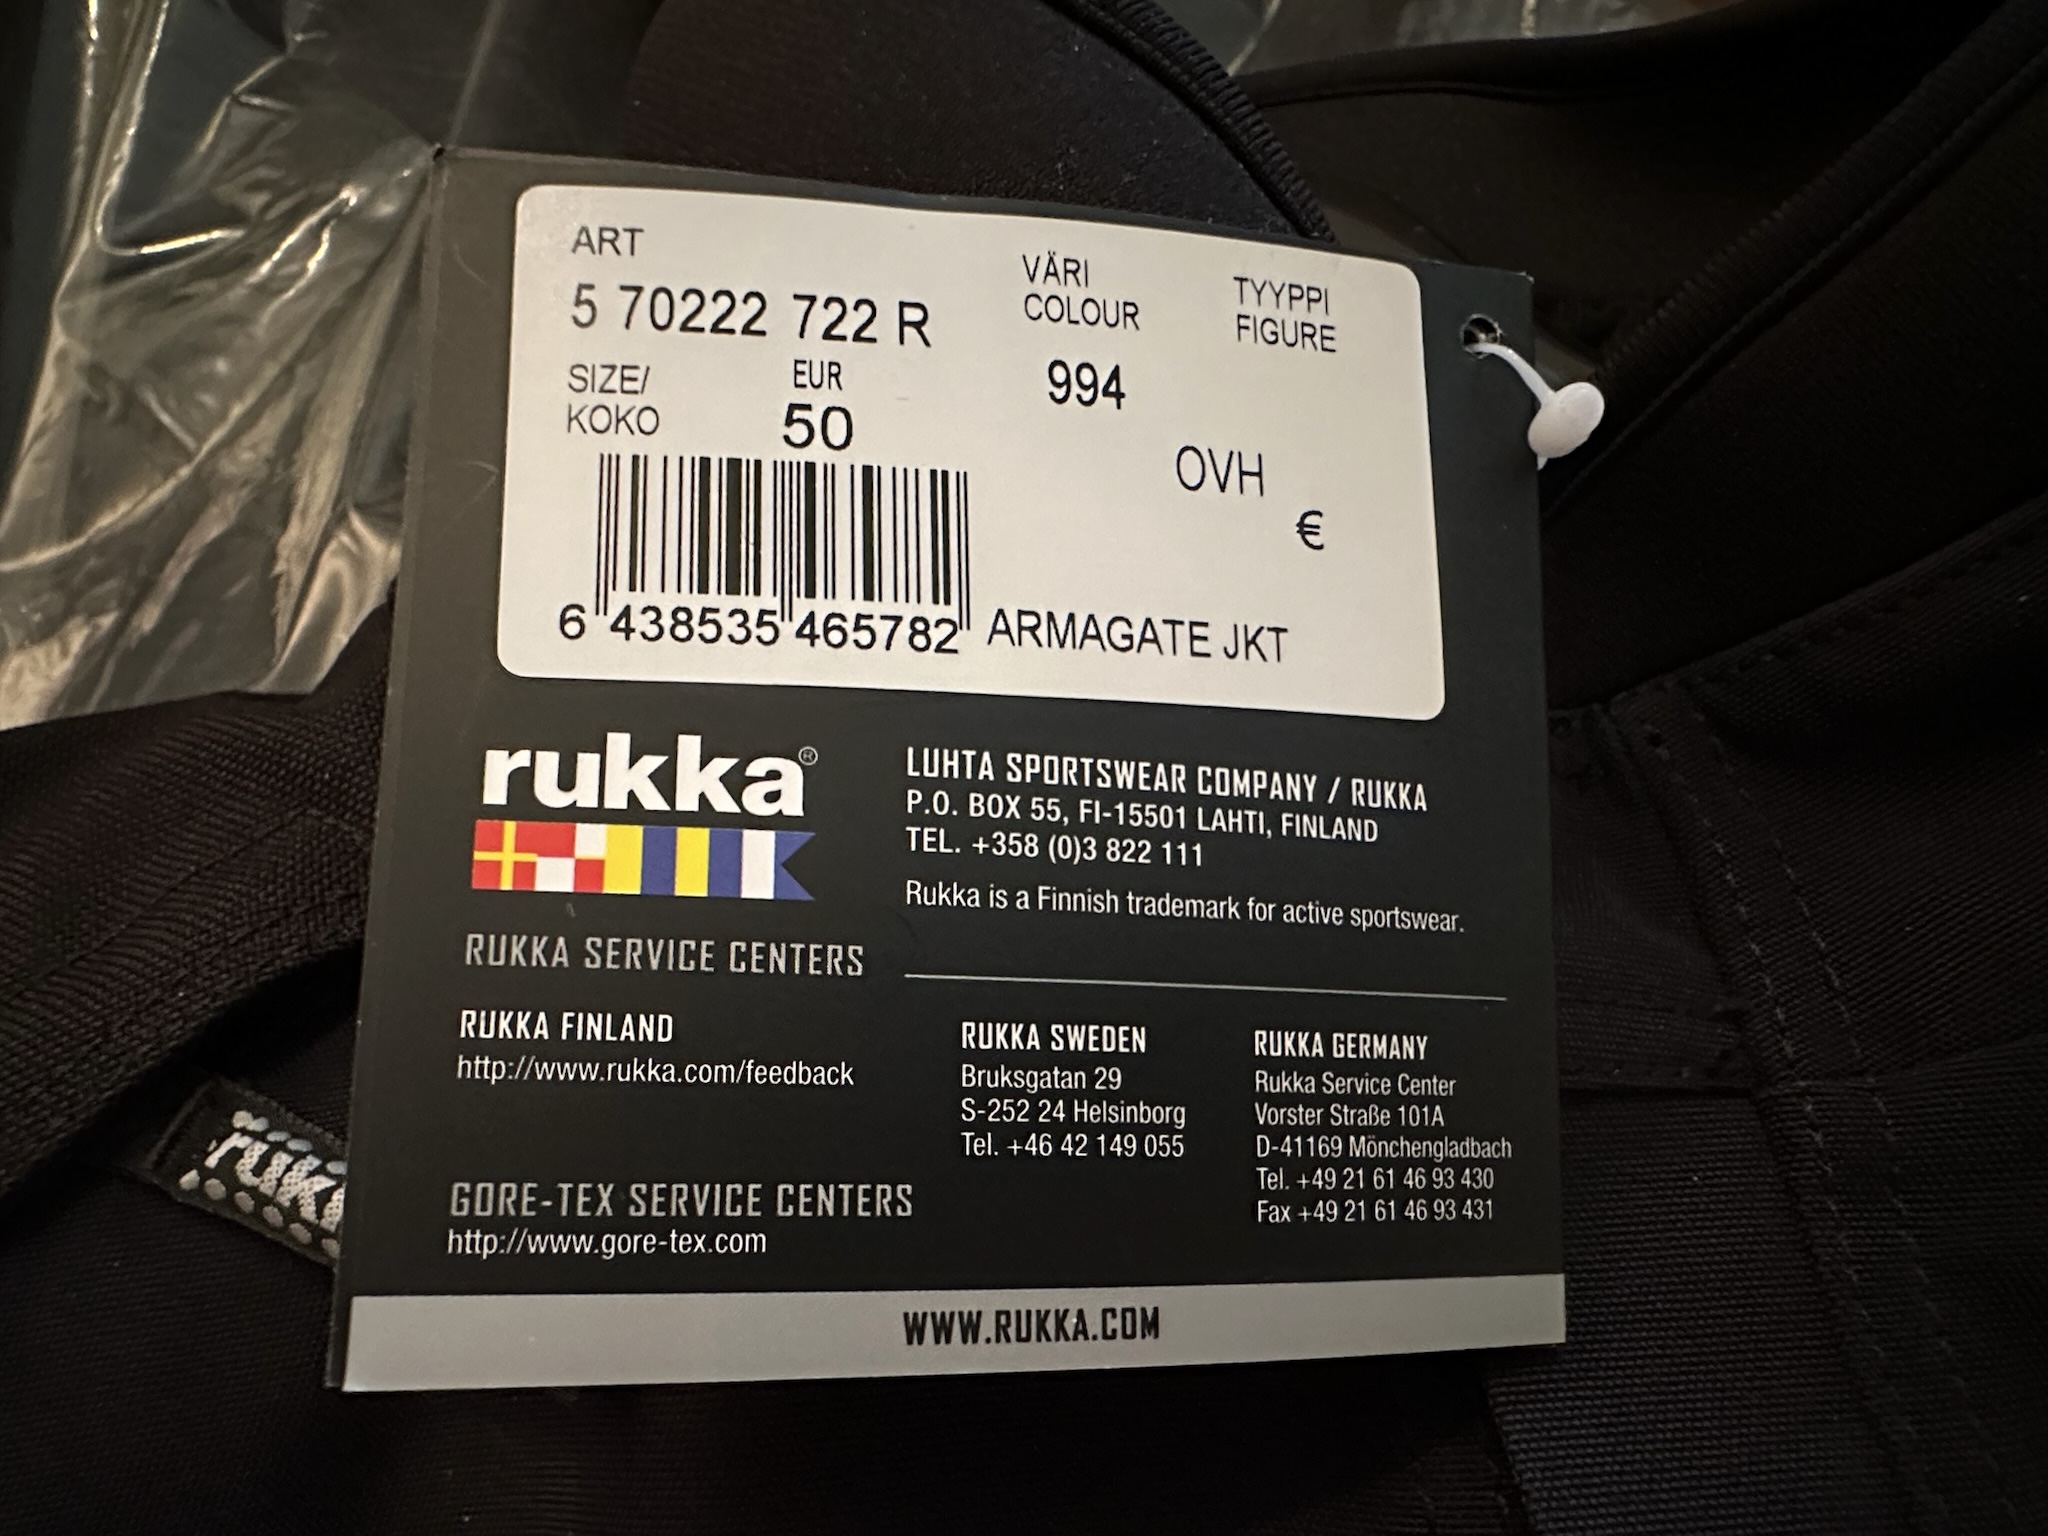 ART
5 70222 722 R
VÄRI
COLOUR
994
TYYPPI
FIGURE
SIZE/
KOKO
EUR
50
OVH
€
6 438535 465782
ARMAGATE JKT
rukka®
LUHTA SPORTSWEAR COMPANY / RUKKA
P.O. BOX 55, FI-15501 LAHTI, FINLAND
TEL. +358 (0)3 822 111
Rukka is a Finnish trademark for active sportswear.
RUKKA SERVICE CENTERS
RUKKA FINLAND
http://www.rukka.com/feedback
RUKKA SWEDEN
Bruksgatan 29
S-252 24 Helsinborg
Tel. +46 42 149 055
RUKKA GERMANY
Rukka Service Center
Vorster Straße 101A
D-41169 Mönchengladbach
Tel. +49 21 61 46 93 430
Fax +49 21 61 46 93 431
GORE-TEX SERVICE CENTERS
http://www.gore-tex.com
WWW.RUKKA.COM
ruk